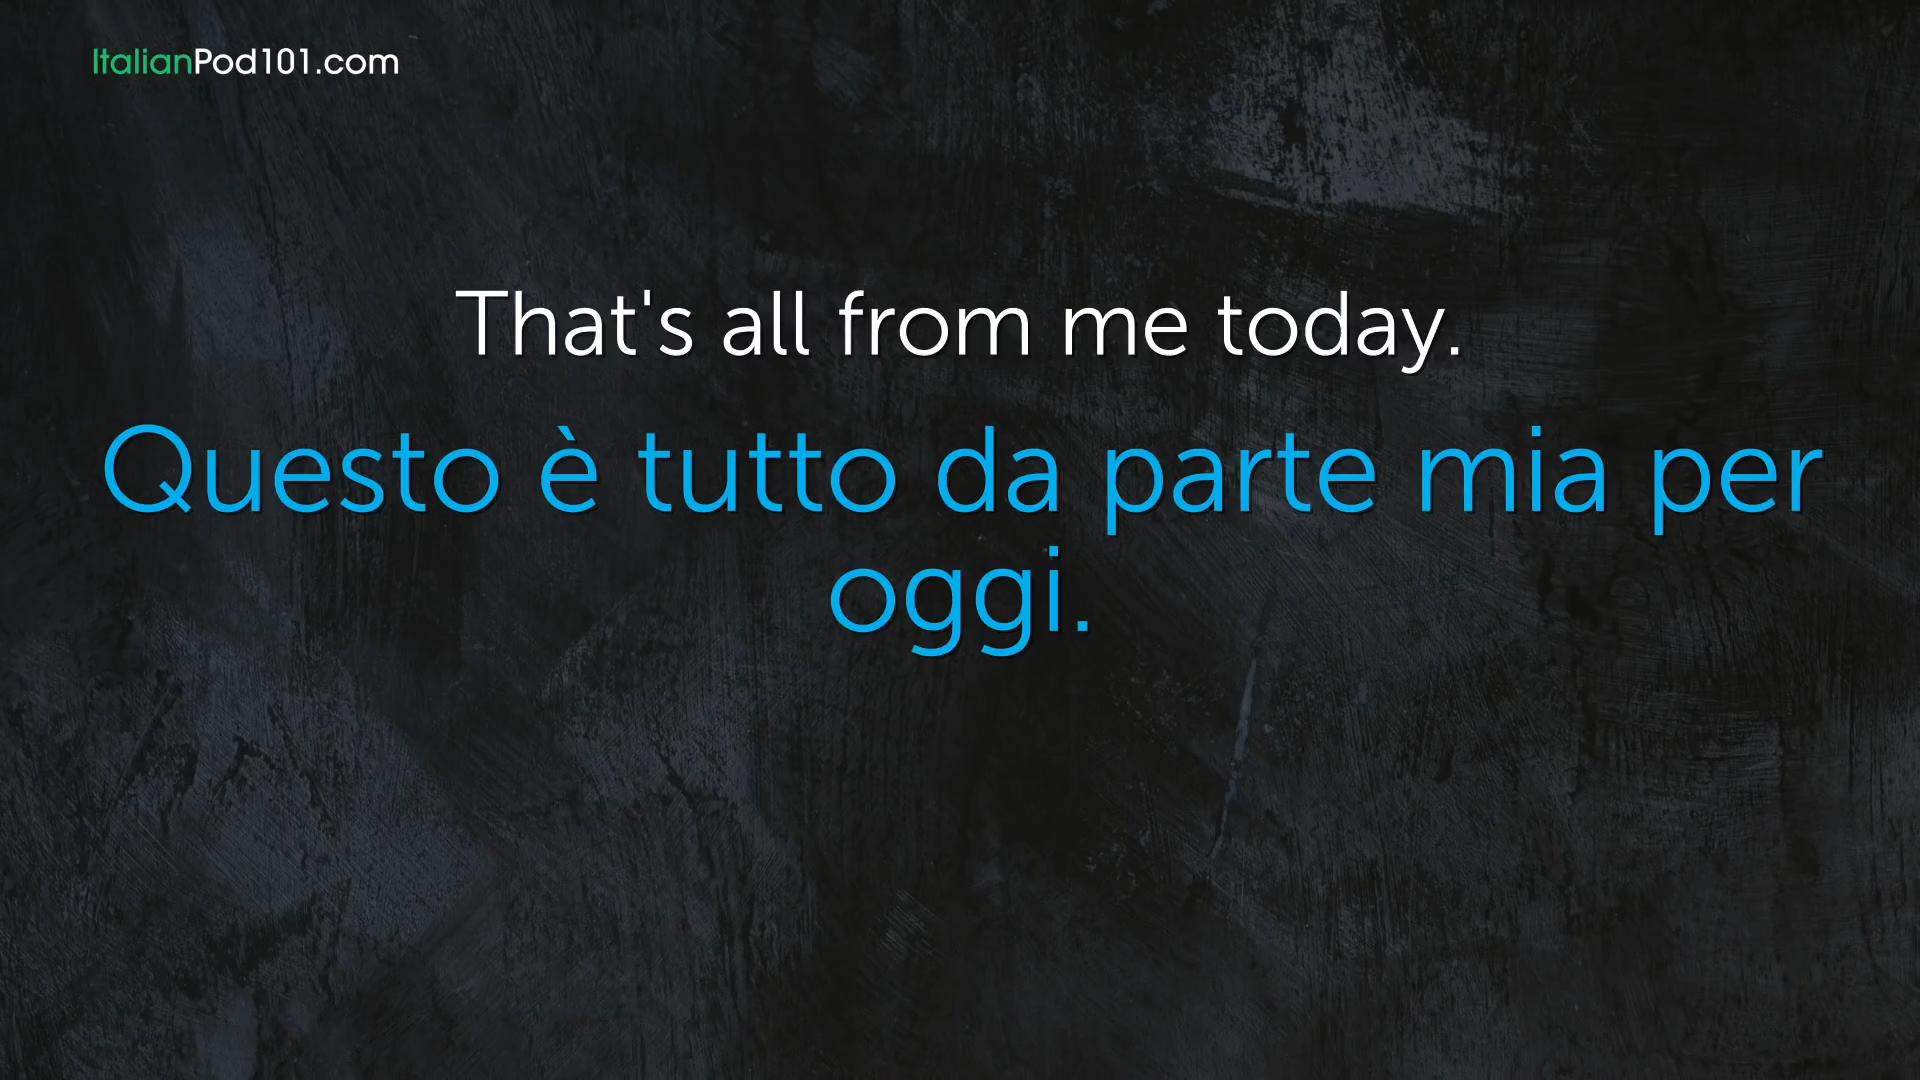 ItalianPod101.com
That's all from me today.
Questo è tutto da parte mia per
oggi.